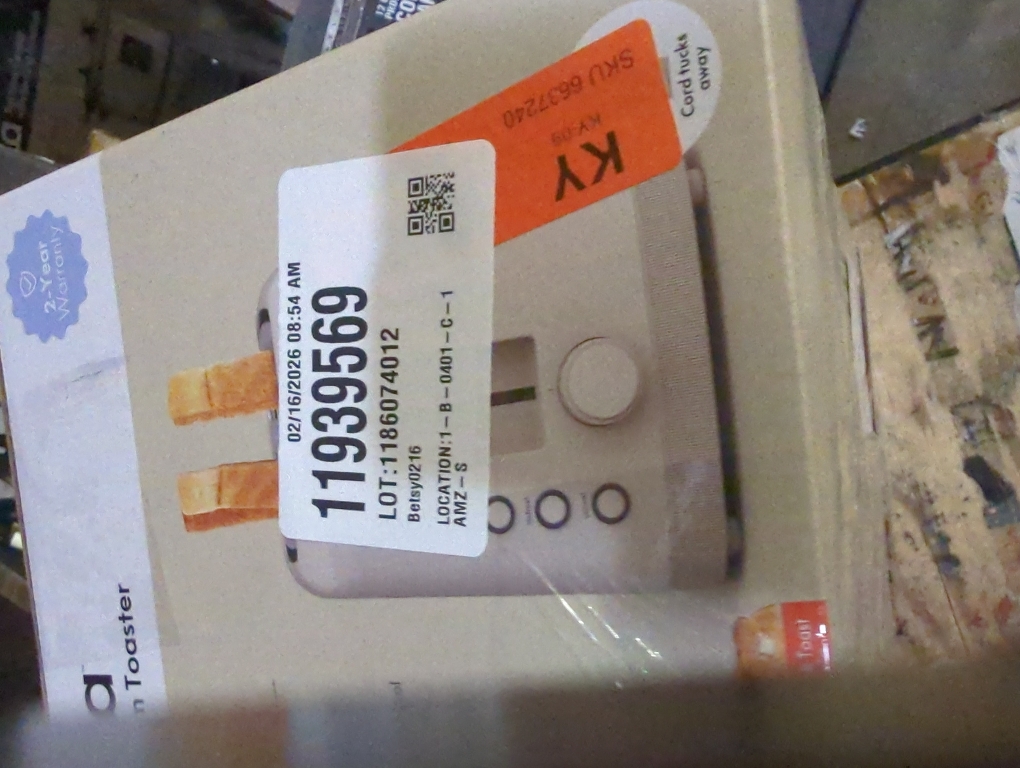 02/16/2026 08:54 AM
11939569
LOT:1186074012
Betsy0216
LOCATION:1-B-0401-C-1
AMZ-S
KY
KY-09
SKU 6637240
Cord tucks
away
2-Year
Warranty
a
n Toaster
Toast